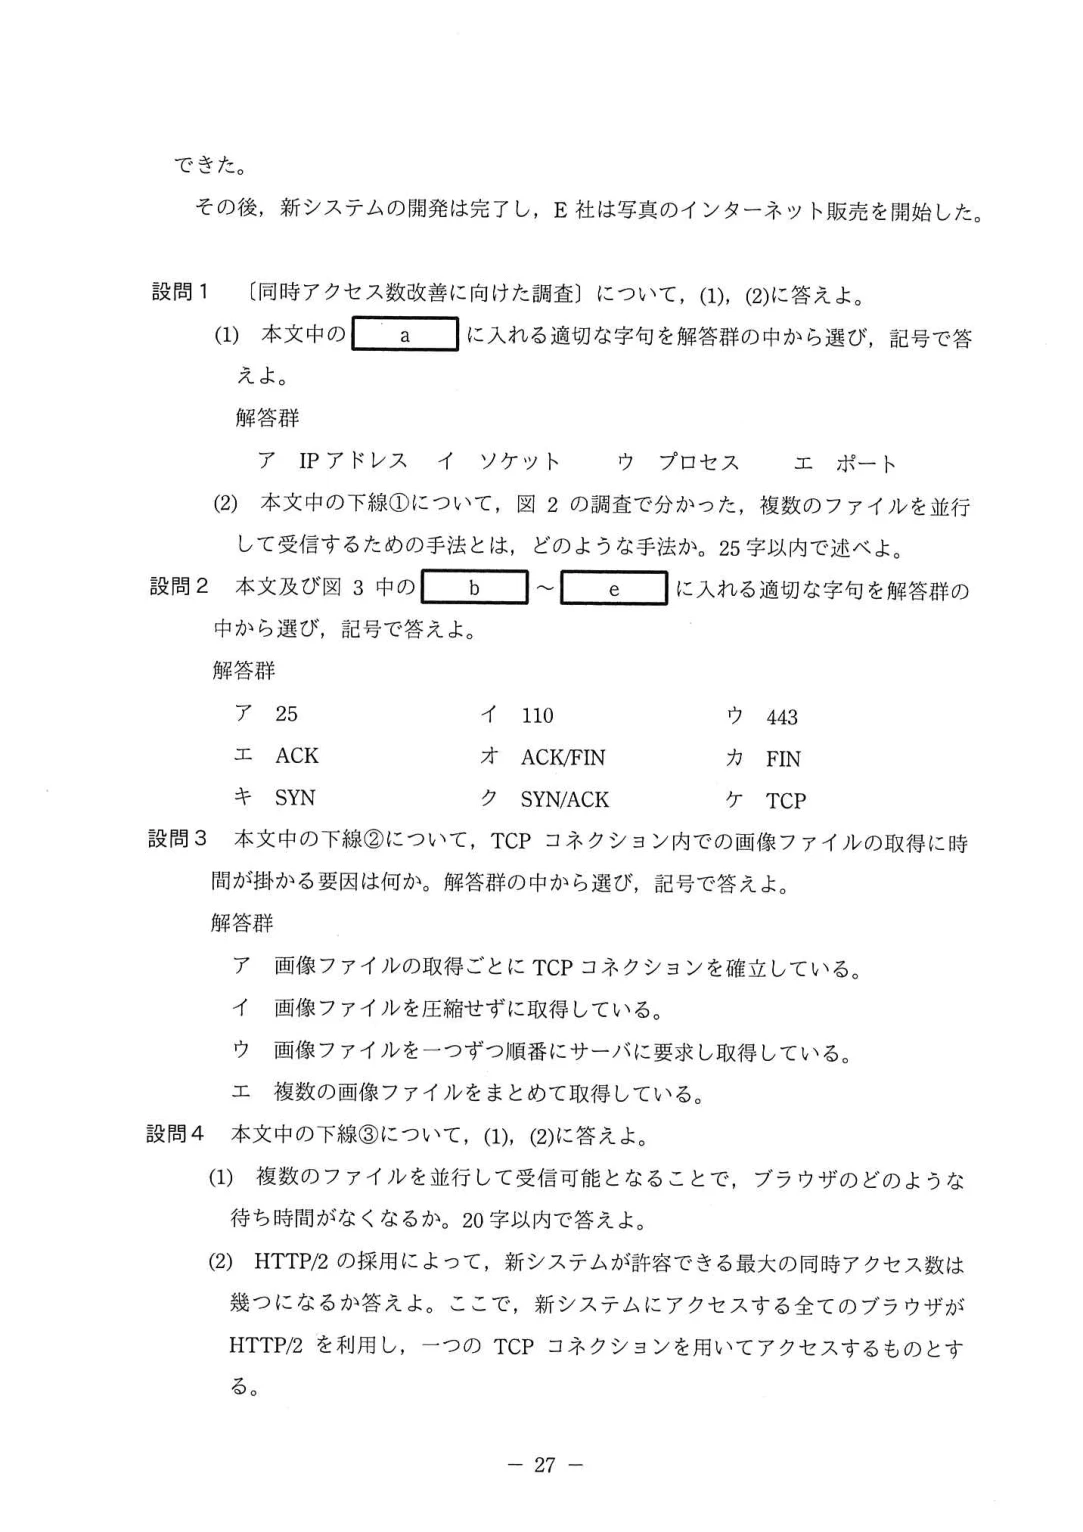 できた。
その後，新システムの開発は完了し，E 社は写真のインターネット販売を開始した。
設問1 〔同時アクセス数改善に向けた調査〕について，(1)，(2)に答えよ。
(1) 本文中の a に入れる適切な字句を解答群の中から選び，記号で答
えよ。
解答群
ア IP アドレス イ ソケット ウ プロセス エ ポート
(2) 本文中の下線①について，図 2 の調査で分かった，複数のファイルを並行
して受信するための手法とは，どのような手法か。25 字以内で述べよ。
設問2 本文及び図 3 中の b ～ e に入れる適切な字句を解答群の
中から選び，記号で答えよ。
解答群
ア 25 イ 110 ウ 443
エ ACK オ ACK/FIN カ FIN
キ SYN ク SYN/ACK ケ TCP
設問3 本文中の下線②について，TCP コネクション内での画像ファイルの取得に時
間が掛かる要因は何か。解答群の中から選び，記号で答えよ。
解答群
ア 画像ファイルの取得ごとに TCP コネクションを確立している。
イ 画像ファイルを圧縮せずに取得している。
ウ 画像ファイルを一つずつ順番にサーバに要求し取得している。
エ 複数の画像ファイルをまとめて取得している。
設問4 本文中の下線③について，(1)，(2)に答えよ。
(1) 複数のファイルを並行して受信可能となることで，ブラウザのどのような
待ち時間がなくなるか。20 字以内で答えよ。
(2) HTTP/2 の採用によって，新システムが許容できる最大の同時アクセス数は
幾つになるか答えよ。ここで，新システムにアクセスする全てのブラウザが
HTTP/2 を利用し，一つの TCP コネクションを用いてアクセスするものとす
る。
― 27 ―